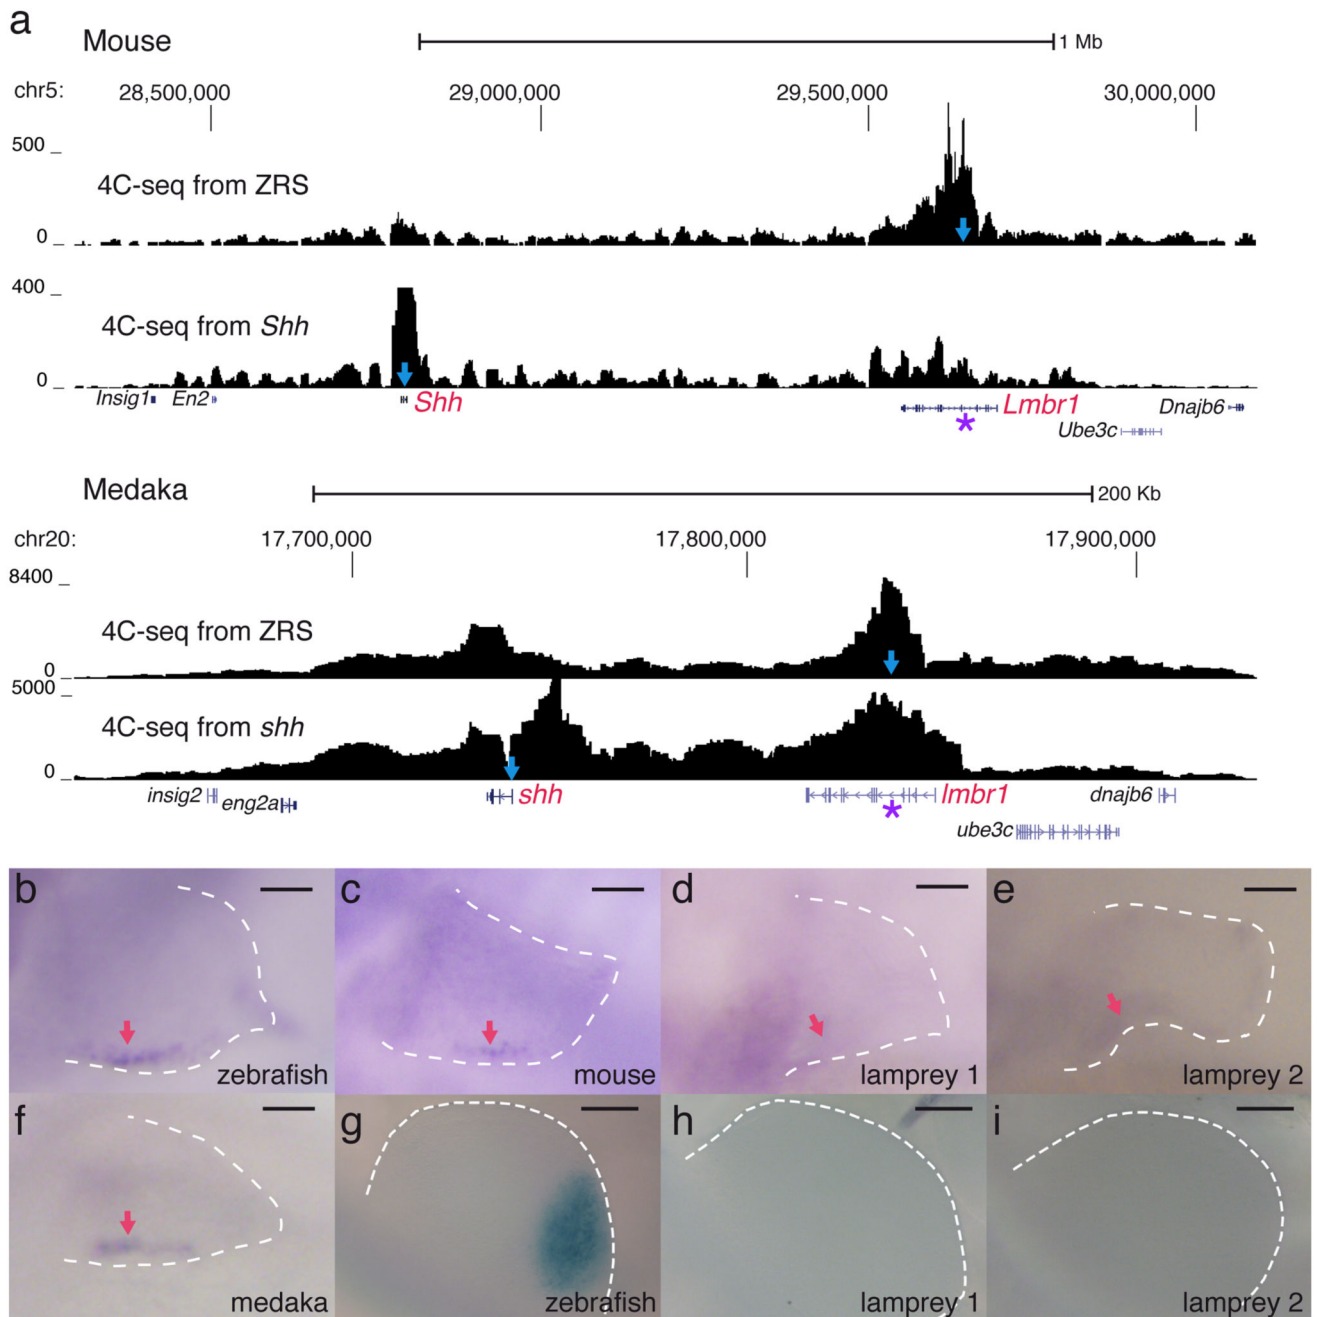 a
Mouse
1 Mb
chr5:
28,500,000
29,000,000
29,500,000
30,000,000
500
4C-seq from ZRS
0
400
4C-seq from Shh
0
Insig1
En2
Shh
Lmbr1
Dnajb6
*
Ube3c
Medaka
200 Kb
chr20:
17,700,000
17,800,000
17,900,000
8400
4C-seq from ZRS
0
5000
4C-seq from shh
0
insig2
eng2a
shh
lmbr1
dnajb6
*
ube3c
b
zebrafish
c
mouse
d
lamprey 1
e
lamprey 2
f
medaka
g
zebrafish
h
lamprey 1
i
lamprey 2